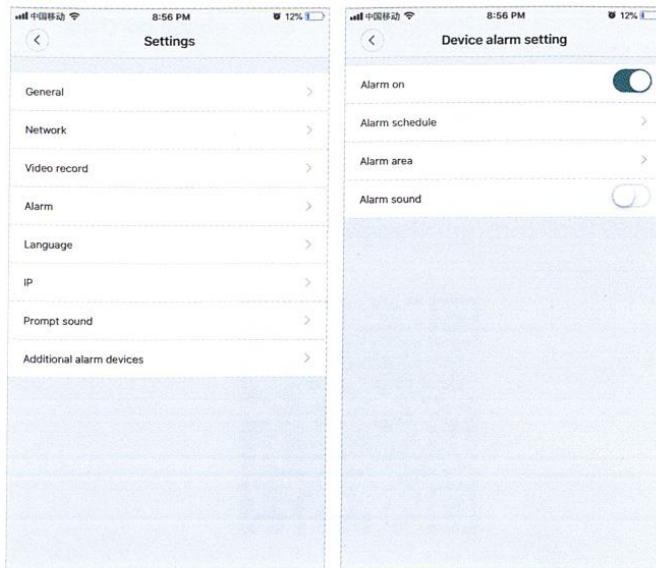 中国移动 8:56 PM 12%
Settings
General
Network
Video record
Alarm
Language
IP
Prompt sound
Additional alarm devices
中国移动 8:56 PM 12%
Device alarm setting
Alarm on
Alarm schedule
Alarm area
Alarm sound